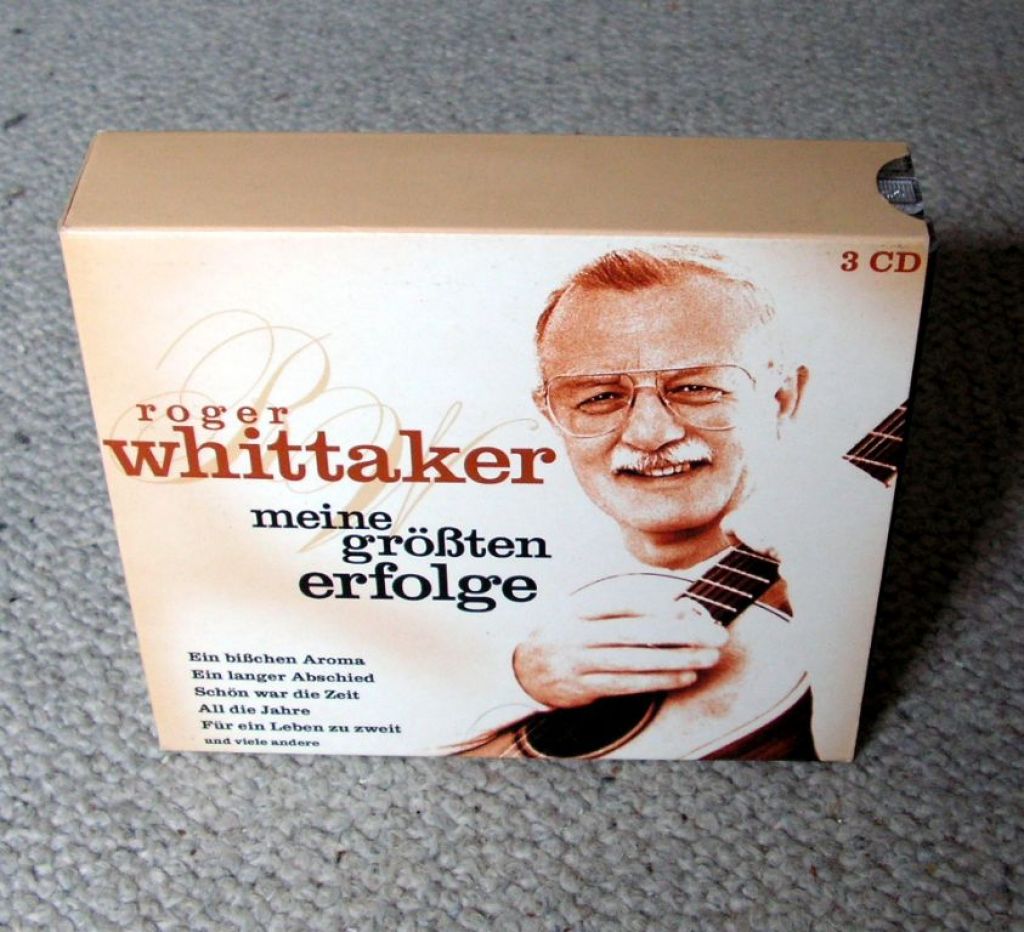 3 CD
roger
whittaker
meine
größten
erfolge
Ein bißchen Aroma
Ein langer Abschied
Schön war die Zeit
All die Jahre
Für ein Leben zu zweit
und viele andere
RW